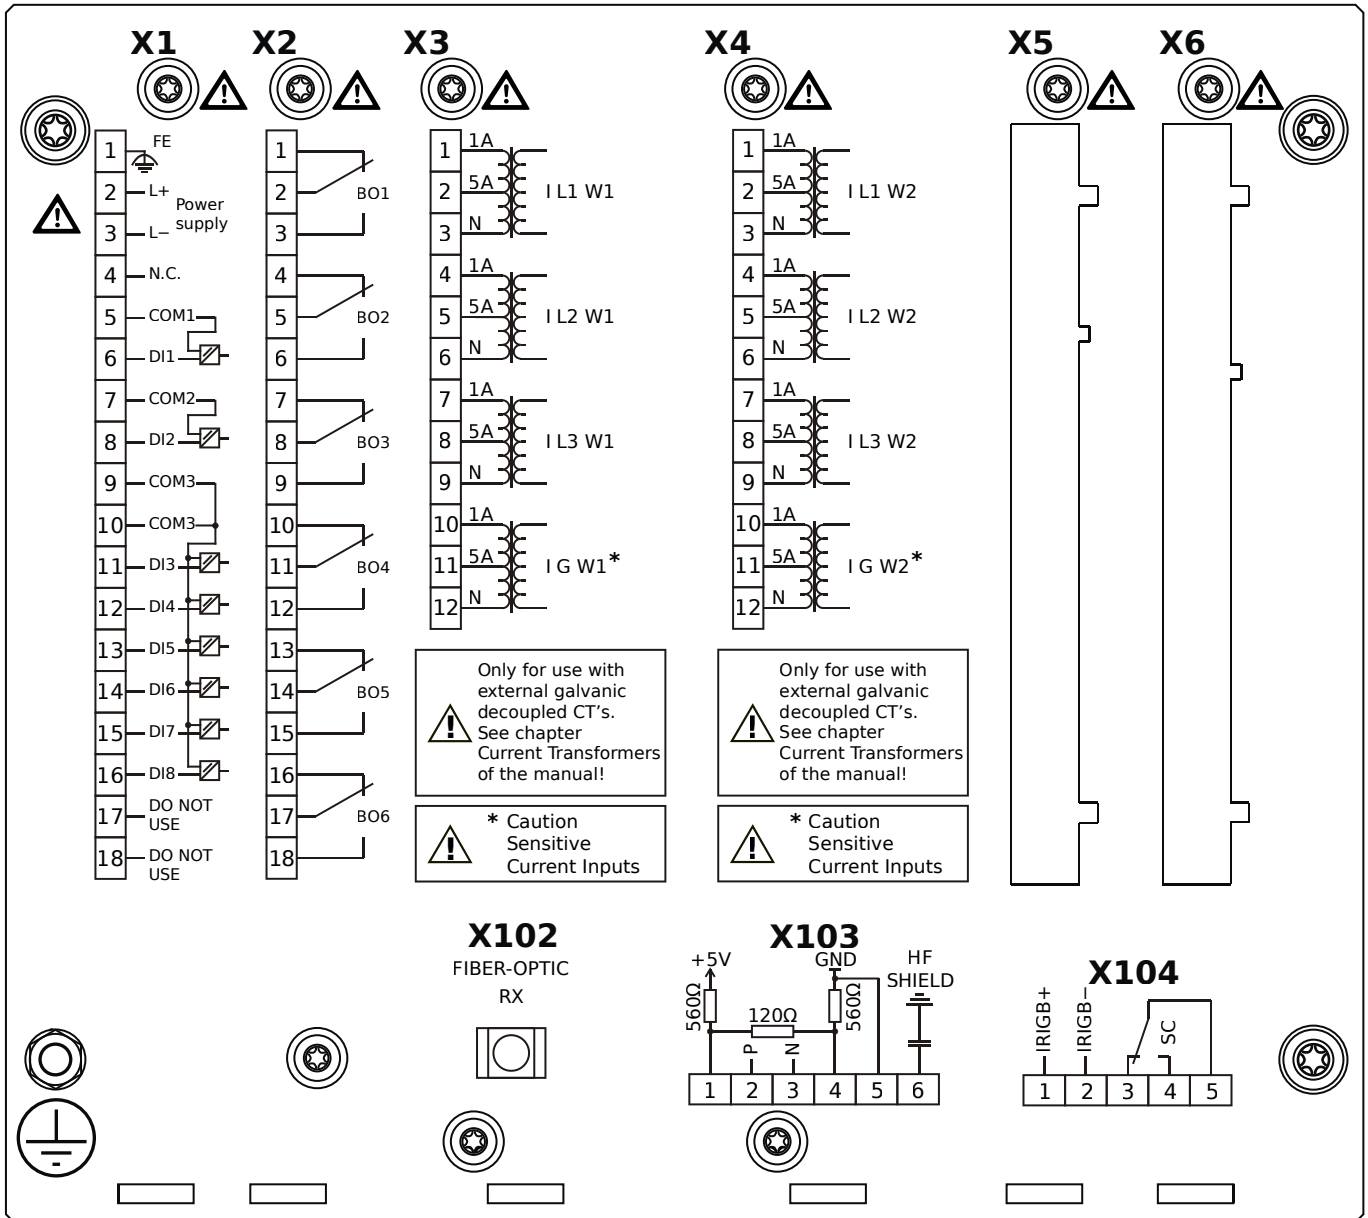 X1
X2
X3
X4
X5
X6
1
FE
2
L+
Power
supply
3
L−
4
N.C.
5
COM1
6
DI1
7
COM2
8
DI2
9
COM3
10
COM3
11
DI3
12
DI4
13
DI5
14
DI6
15
DI7
16
DI8
17
DO NOT
USE
18
DO NOT
USE
1
2
BO1
3
4
5
BO2
6
7
8
BO3
9
10
11
BO4
12
13
14
BO5
15
16
17
BO6
18
1 1A
2 5A I L1 W1
3 N
4 1A
5 5A I L2 W1
6 N
7 1A
8 5A I L3 W1
9 N
10 1A
11 5A I G W1*
12 N
Only for use with
external galvanic
decoupled CT's.
See chapter
Current Transformers
of the manual!
* Caution
Sensitive
Current Inputs
1 1A
2 5A I L1 W2
3 N
4 1A
5 5A I L2 W2
6 N
7 1A
8 5A I L3 W2
9 N
10 1A
11 5A I G W2*
12 N
Only for use with
external galvanic
decoupled CT's.
See chapter
Current Transformers
of the manual!
* Caution
Sensitive
Current Inputs
X102
FIBER-OPTIC
RX
X103
+5V
GND
HF
SHIELD
560Ω
120Ω
560Ω
P
N
1 2 3 4 5 6
X104
IRIGB+
IRIGB−
SC
1 2 3 4 5